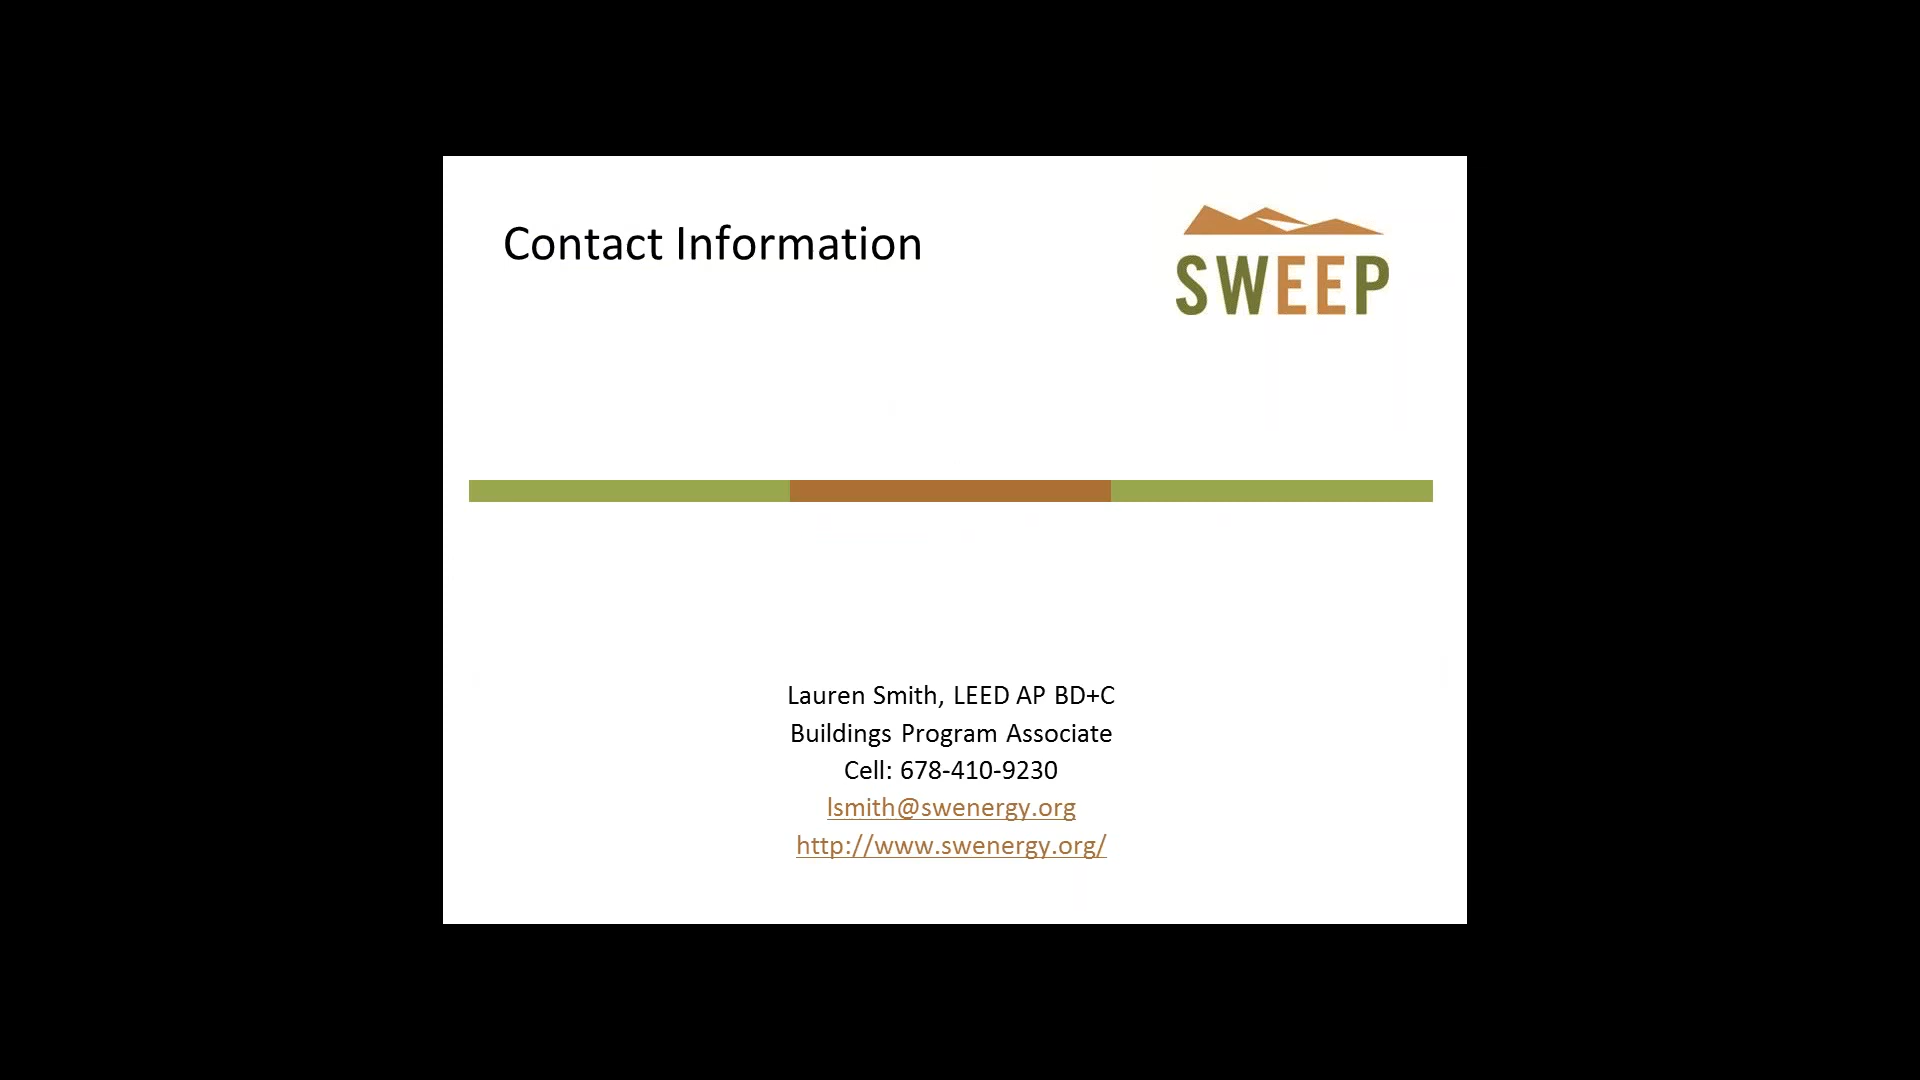 Contact Information
SWEEP
Lauren Smith, LEED AP BD+C
Buildings Program Associate
Cell: 678-410-9230
lsmith@swenergy.org
http://www.swenergy.org/